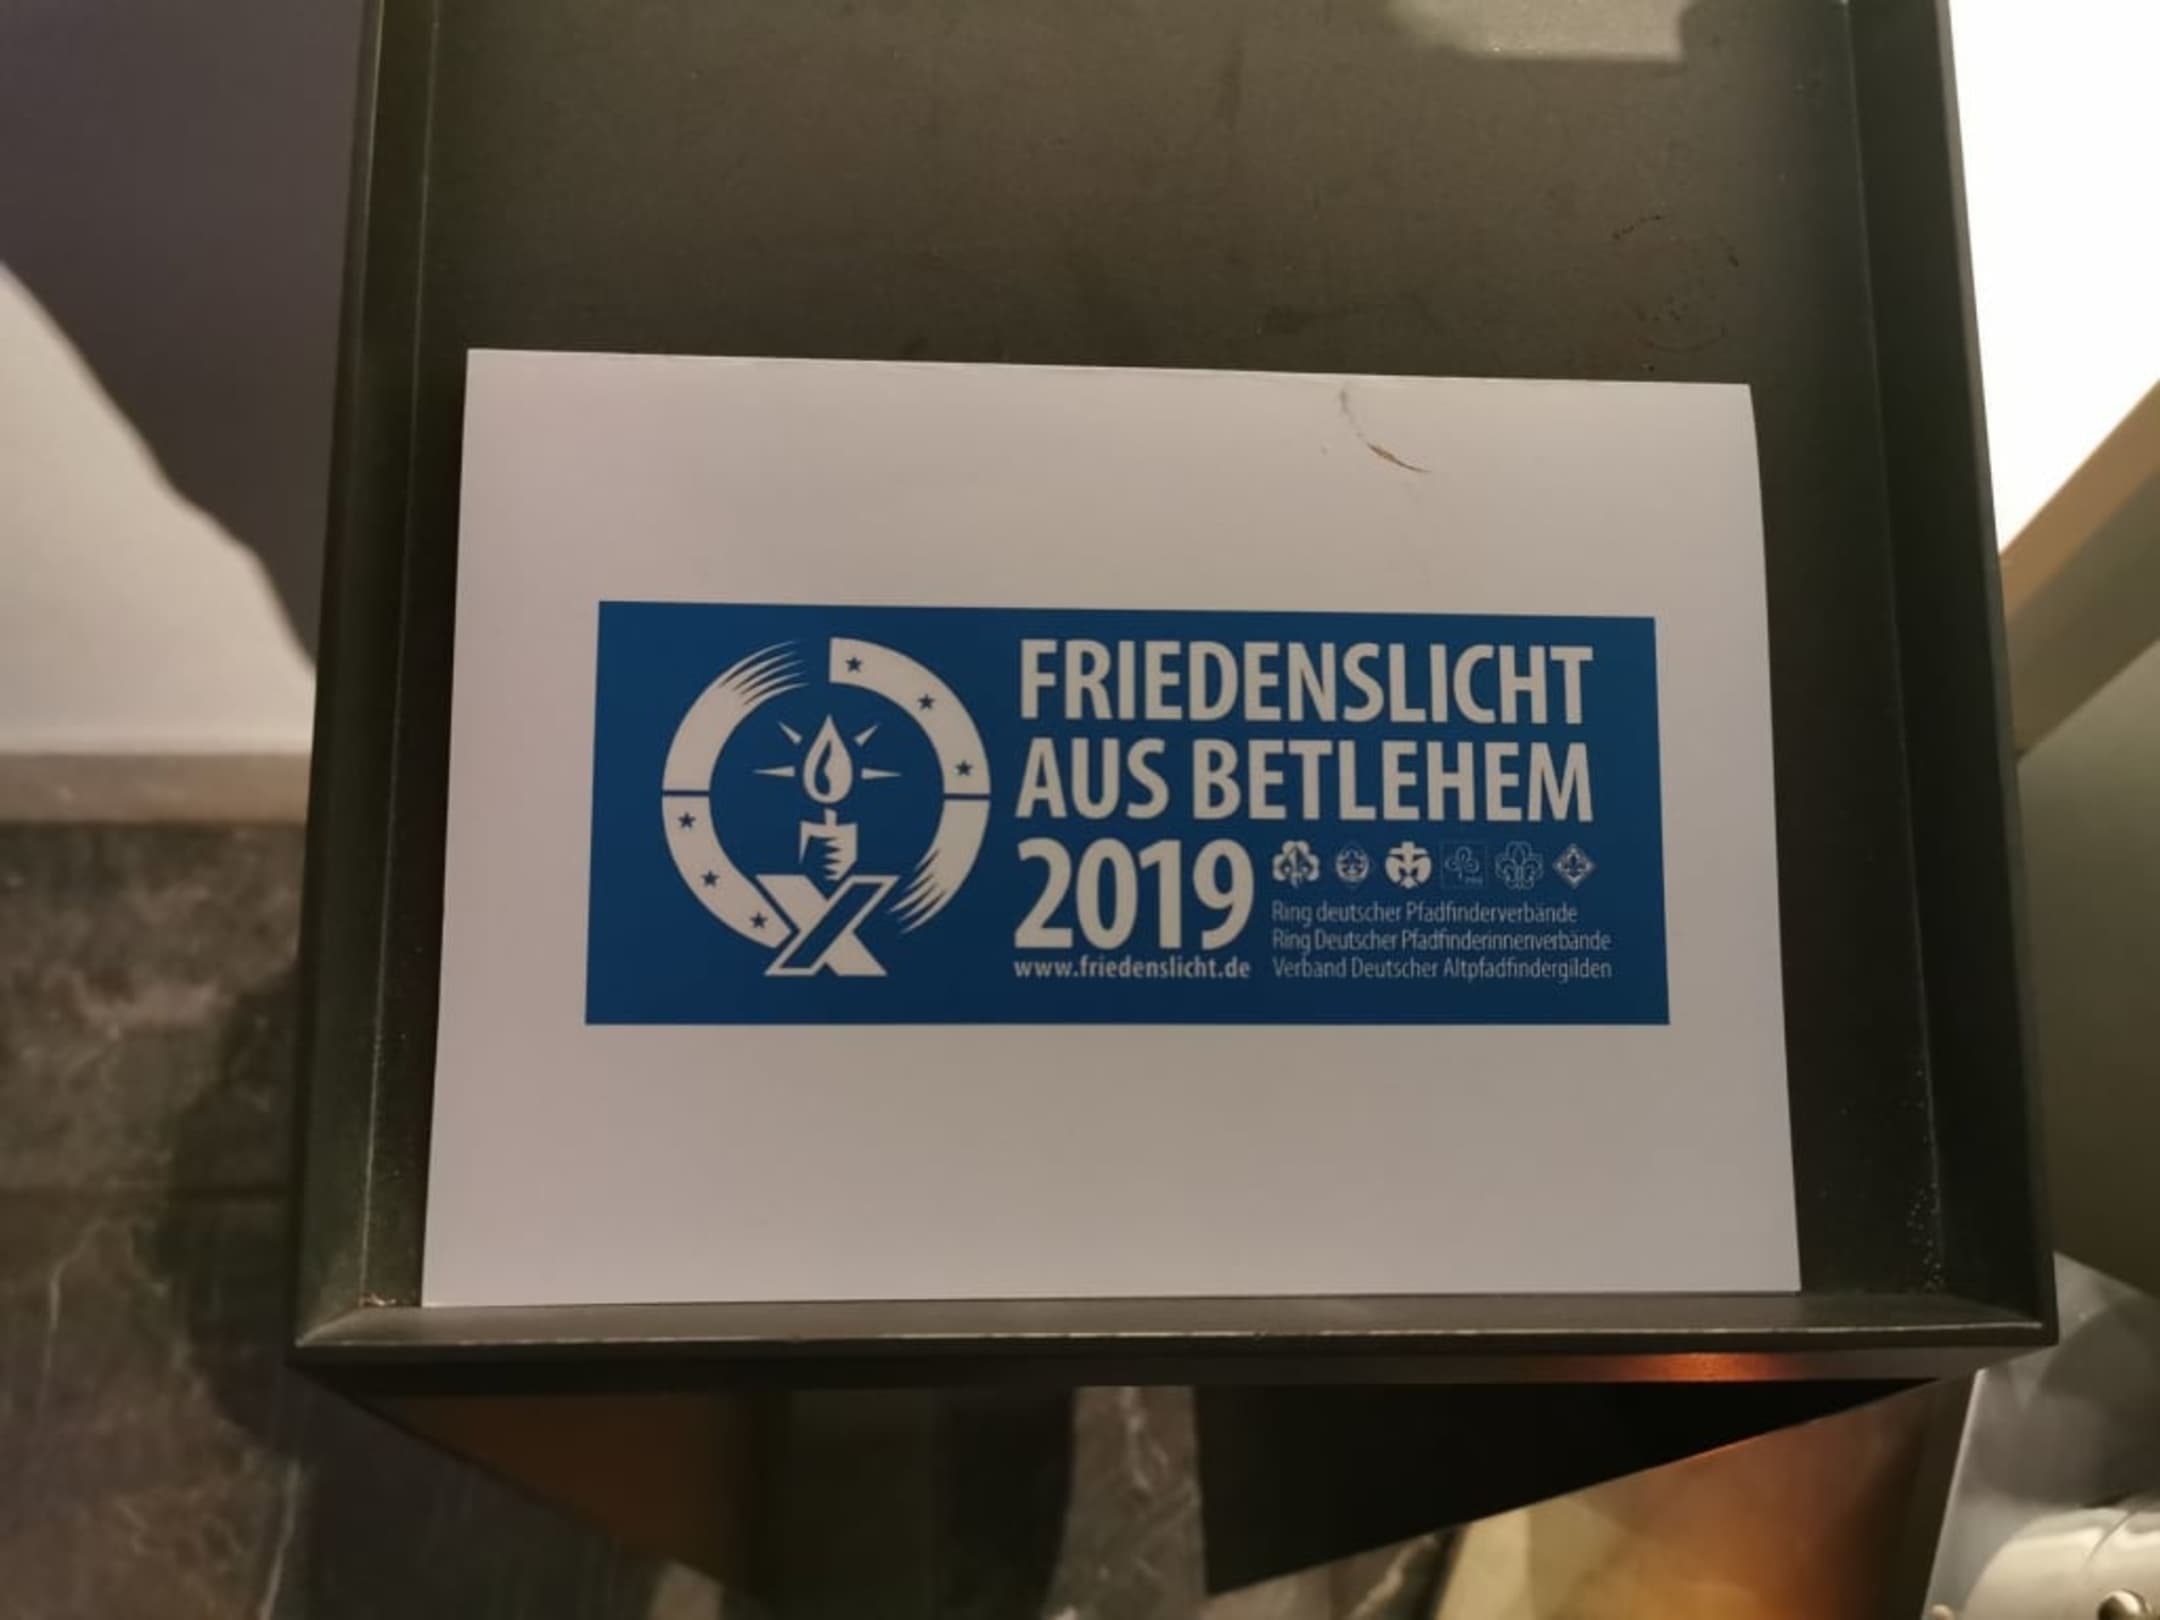 FRIEDENSLICHT
AUS BETLEHEM
2019
www.friedenslicht.de
Ring deutscher Pfadfinderverbände
Ring Deutscher Pfadfinderinnenverbände
Verband Deutscher Altpfadfindergilden